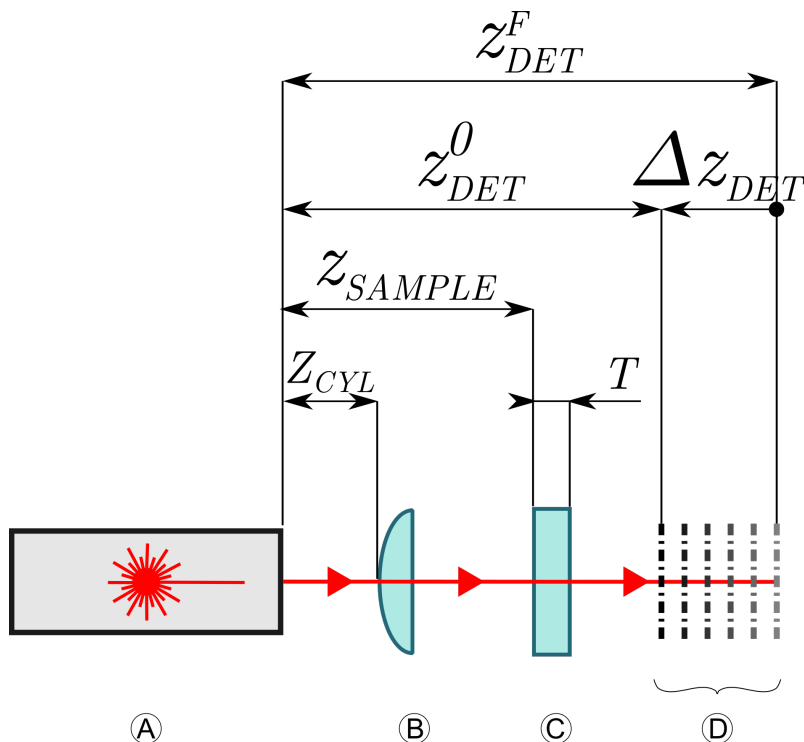 z^F_DET
z^0_DET Δz_DET
z_SAMPLE
Z_CYL T
Ⓐ Ⓑ Ⓒ Ⓓ